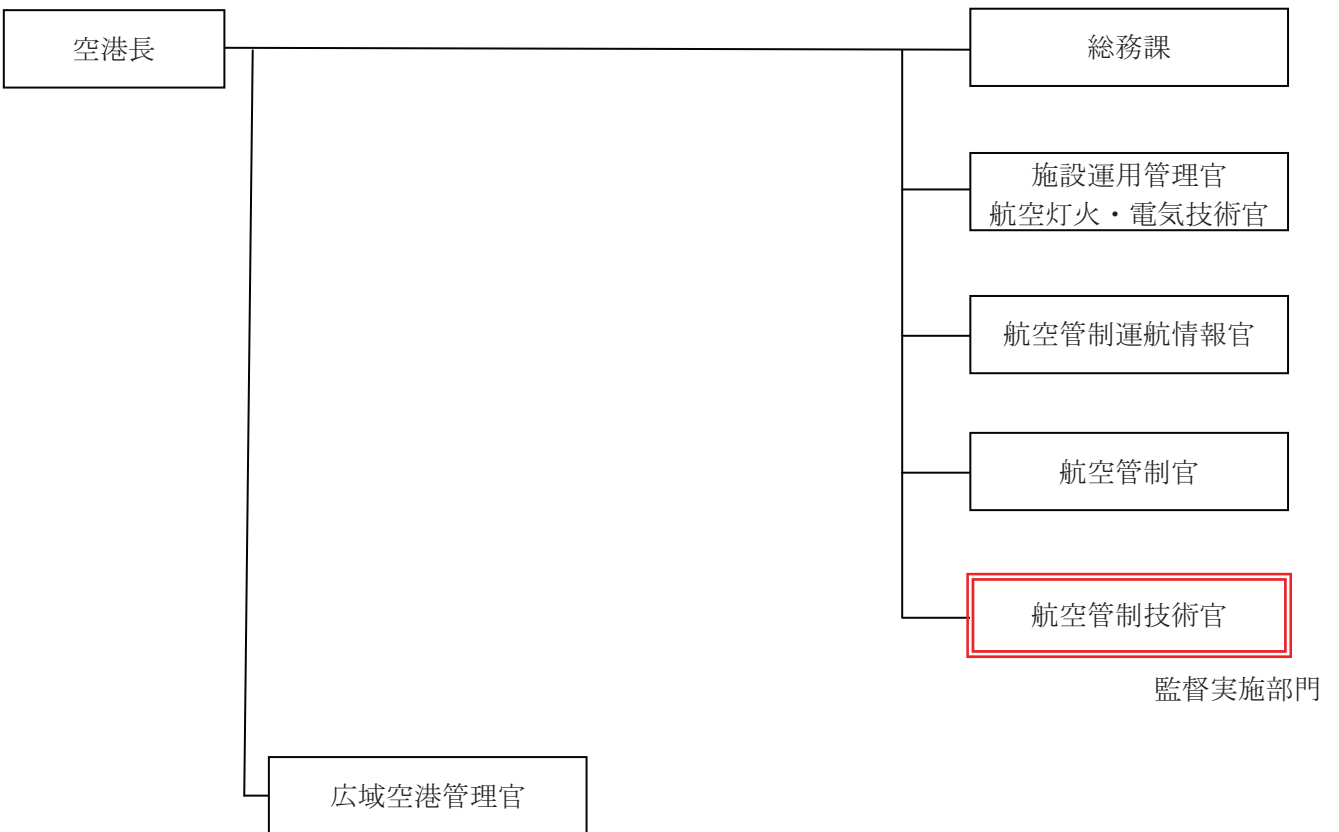 空港長
総務課
施設運用管理官
航空灯火・電気技術官
航空管制運航情報官
航空管制官
航空管制技術官
監督実施部門
広域空港管理官